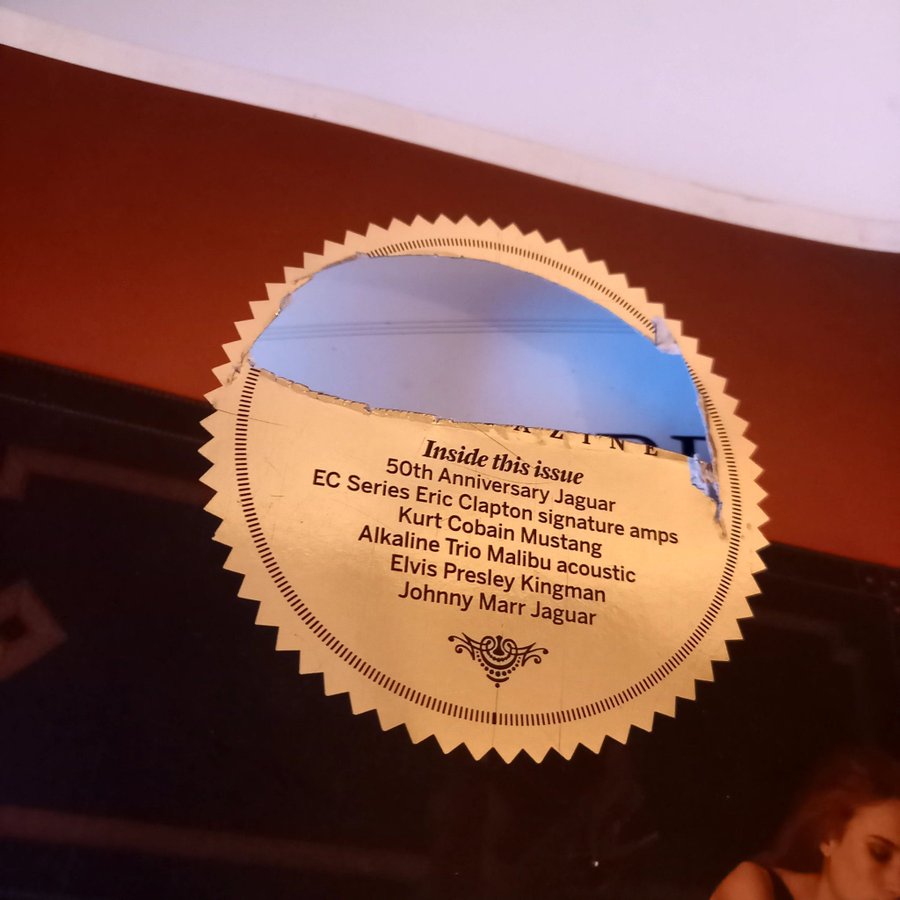 AZINE
Inside this issue
50th Anniversary Jaguar
EC Series Eric Clapton signature amps
Kurt Cobain Mustang
Alkaline Trio Malibu acoustic
Elvis Presley Kingman
Johnny Marr Jaguar